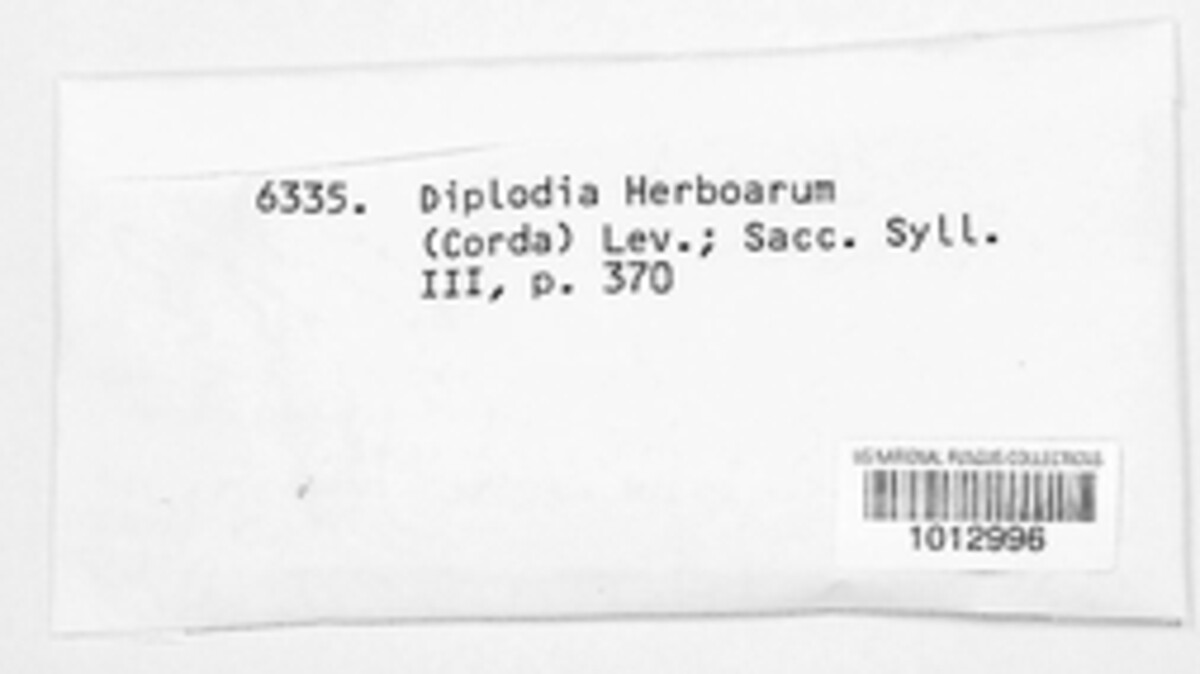 6335. Diplodia Herboarum
(Corda) Lev.; Sacc. Syll.
III, p. 370
US NATIONAL FUNGUS COLLECTIONS
1012996